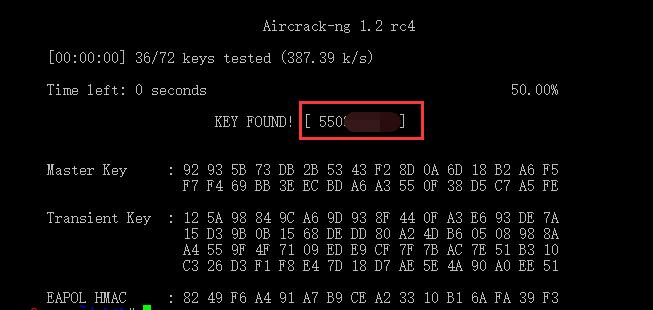 Aircrack-ng 1.2 rc4
[00:00:00] 36/72 keys tested (387.39 k/s)
Time left: 0 seconds 50.00%
KEY FOUND! [ 550 ]
Master Key : 92 93 5B 73 DB 2B 53 43 F2 8D 0A 6D 18 B2 A6 F5
F7 F4 69 BB 3E EC BD A6 A3 55 0F 38 D5 C7 A5 FE
Transient Key : 12 5A 98 84 9C A6 9D 93 8F 44 0F A3 E6 93 DE 7A
15 D3 9B 0B 15 68 DE DD 80 A2 4D B6 05 08 98 8A
A4 55 9F 4F 71 09 ED E9 CF 7F 7B AC 7E 51 B3 10
C3 26 D3 F1 F8 E4 7D 18 D7 AE 5E 4A 90 A0 EE 51
EAPOL HMAC : 82 49 F6 A4 91 A7 B9 CE A2 33 10 B1 6A FA 39 F3